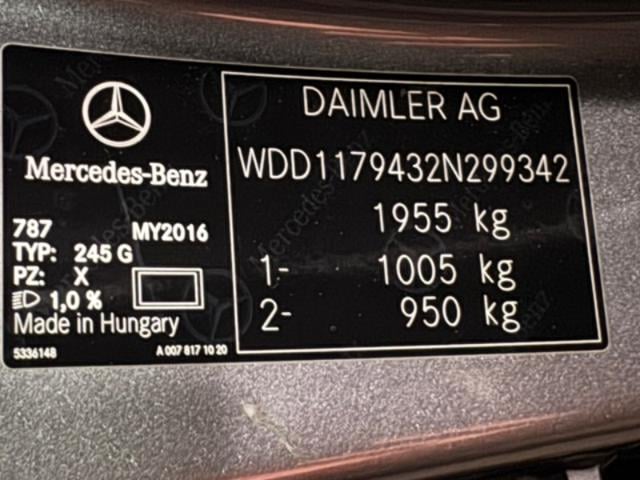 Mercedes-Benz
787 MY2016
TYP: 245 G
PZ: X
1,0 %
Made in Hungary
5336148 A 007 817 10 20
DAIMLER AG
WDD1179432N299342
1955 kg
1- 1005 kg
2- 950 kg